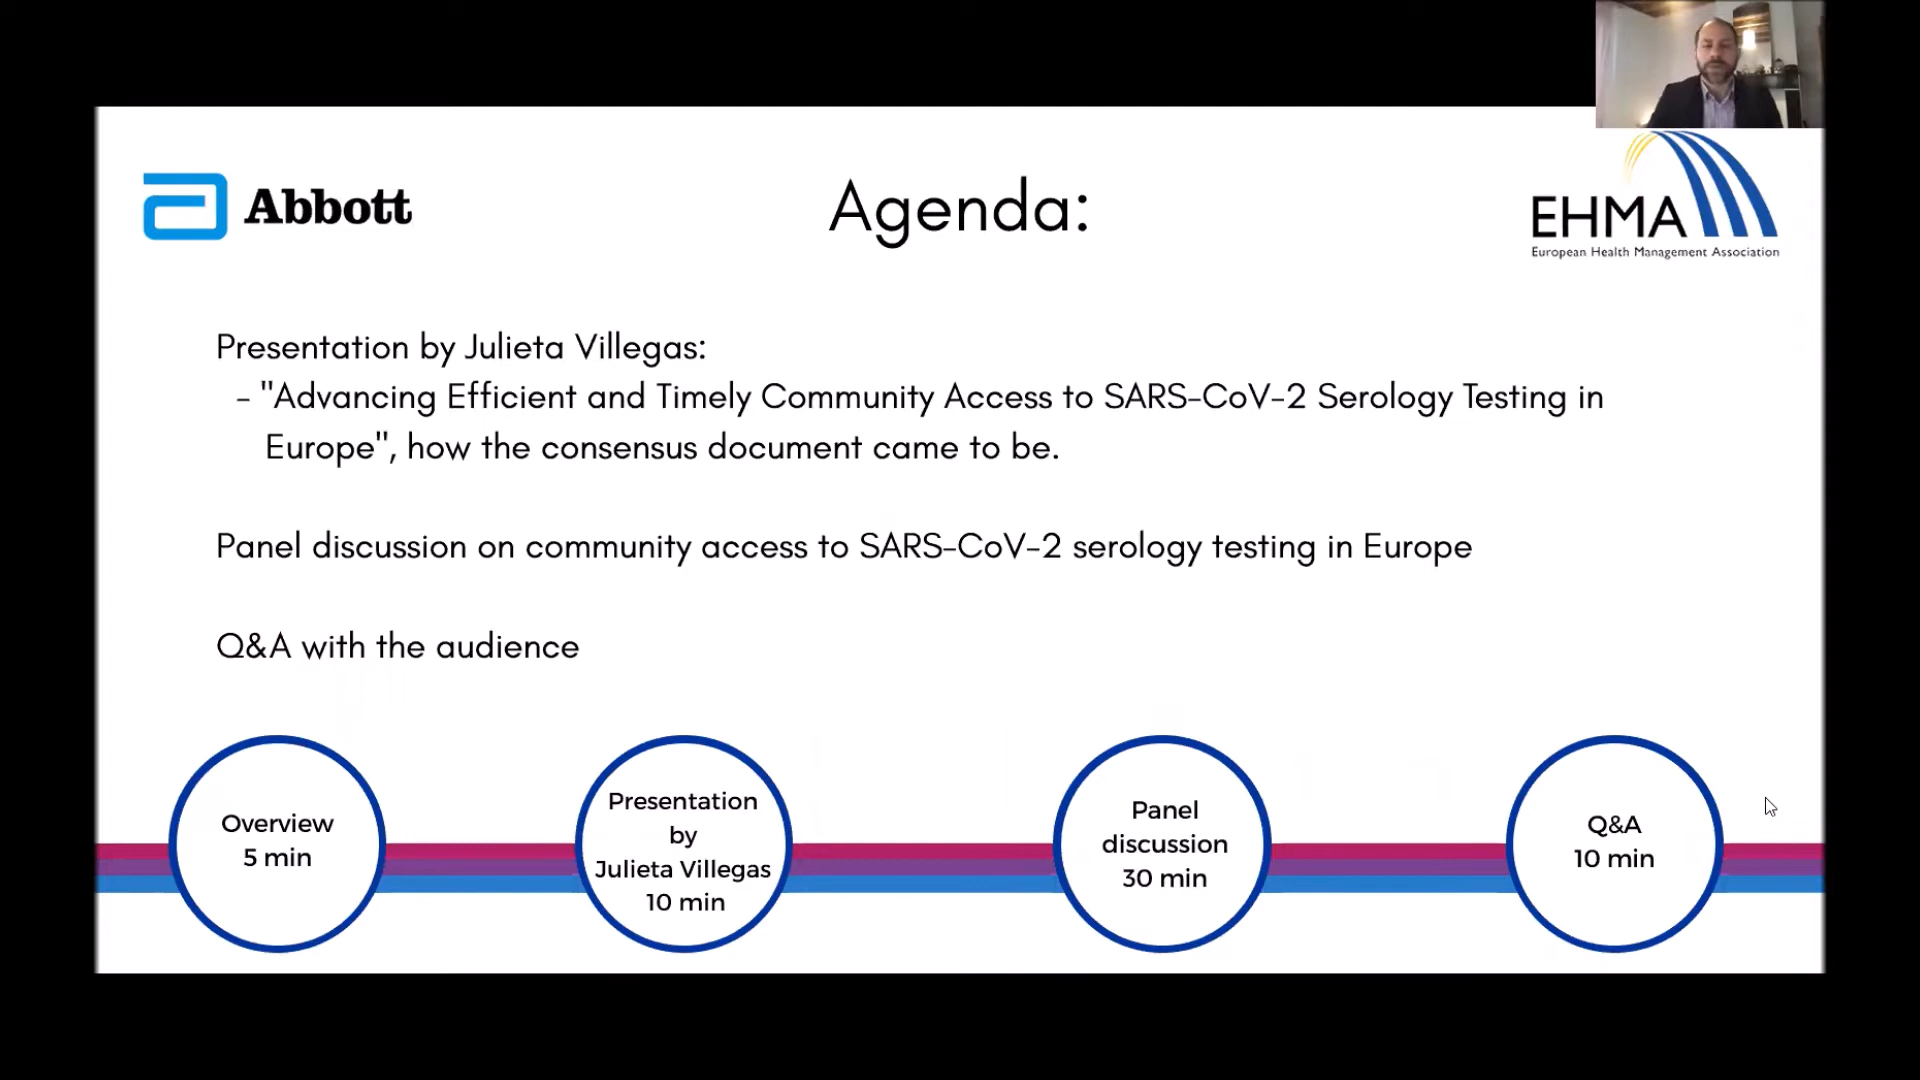 Abbott
Agenda:
EHMA
European Health Management Association
Presentation by Julieta Villegas:
- "Advancing Efficient and Timely Community Access to SARS-CoV-2 Serology Testing in
Europe", how the consensus document came to be.
Panel discussion on community access to SARS-CoV-2 serology testing in Europe
Q&A with the audience
Overview
5 min
Presentation
by
Julieta Villegas
10 min
Panel
discussion
30 min
Q&A
10 min